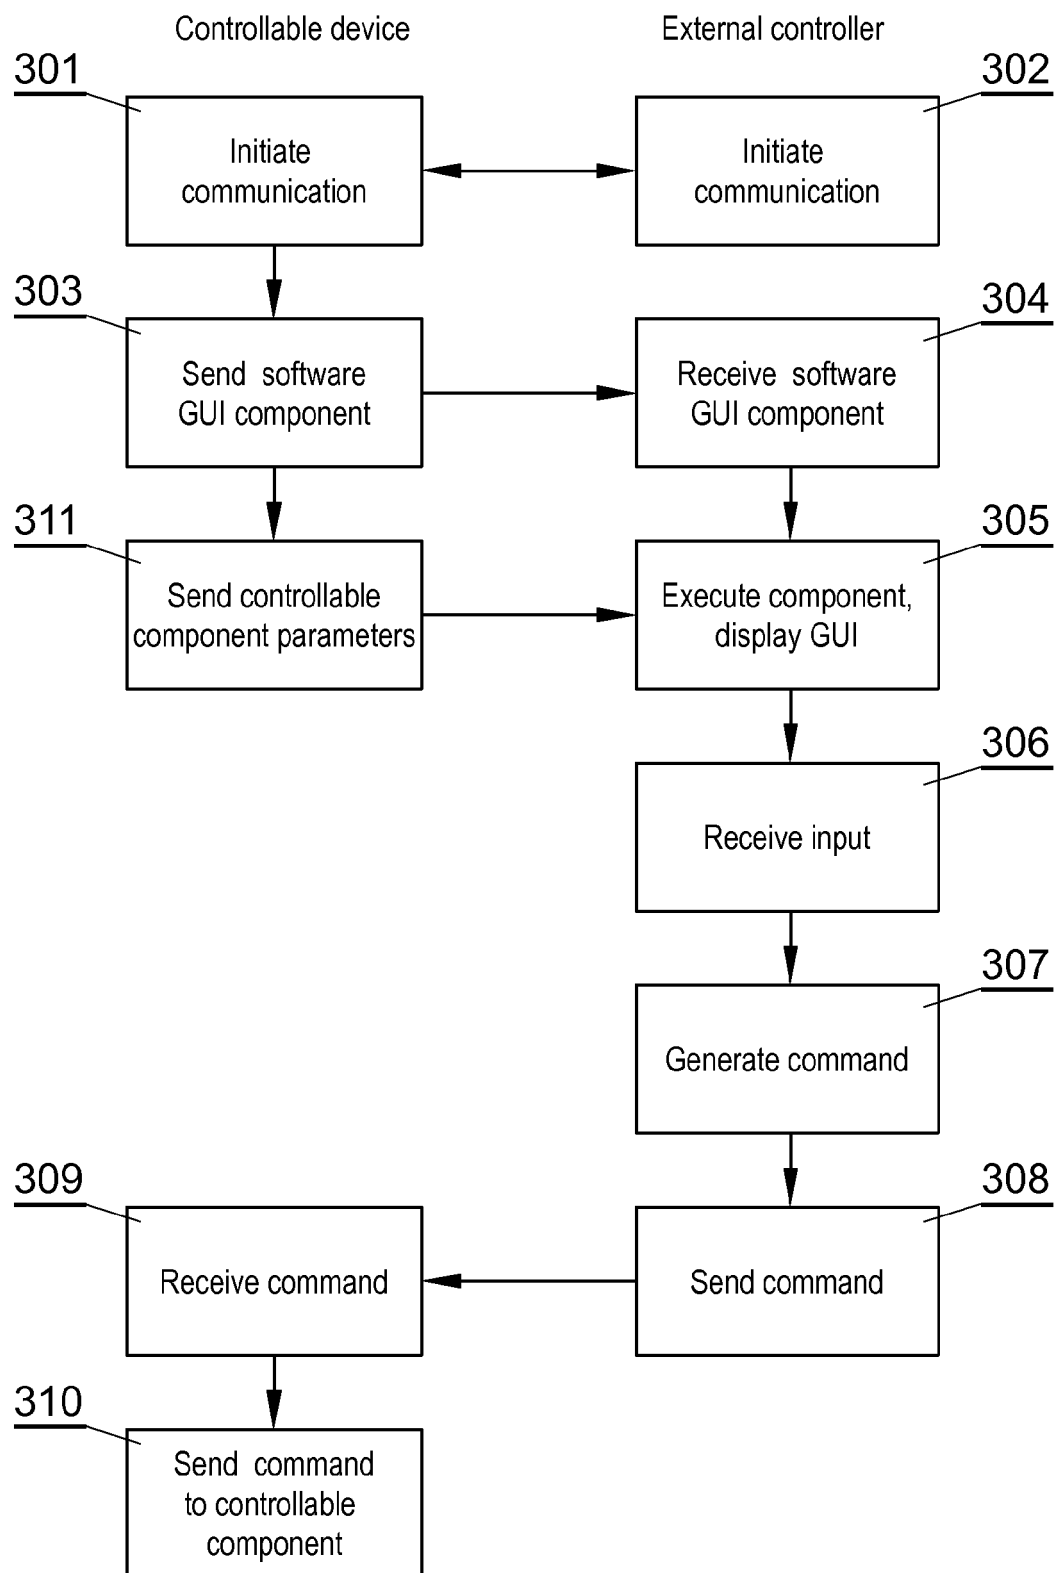 Controllable device
External controller
301
302
Initiate
communication
Initiate
communication
303
304
Send software
GUI component
Receive software
GUI component
311
305
Send controllable
component parameters
Execute component,
display GUI
306
Receive input
307
Generate command
309
308
Receive command
Send command
310
Send command
to controllable
component